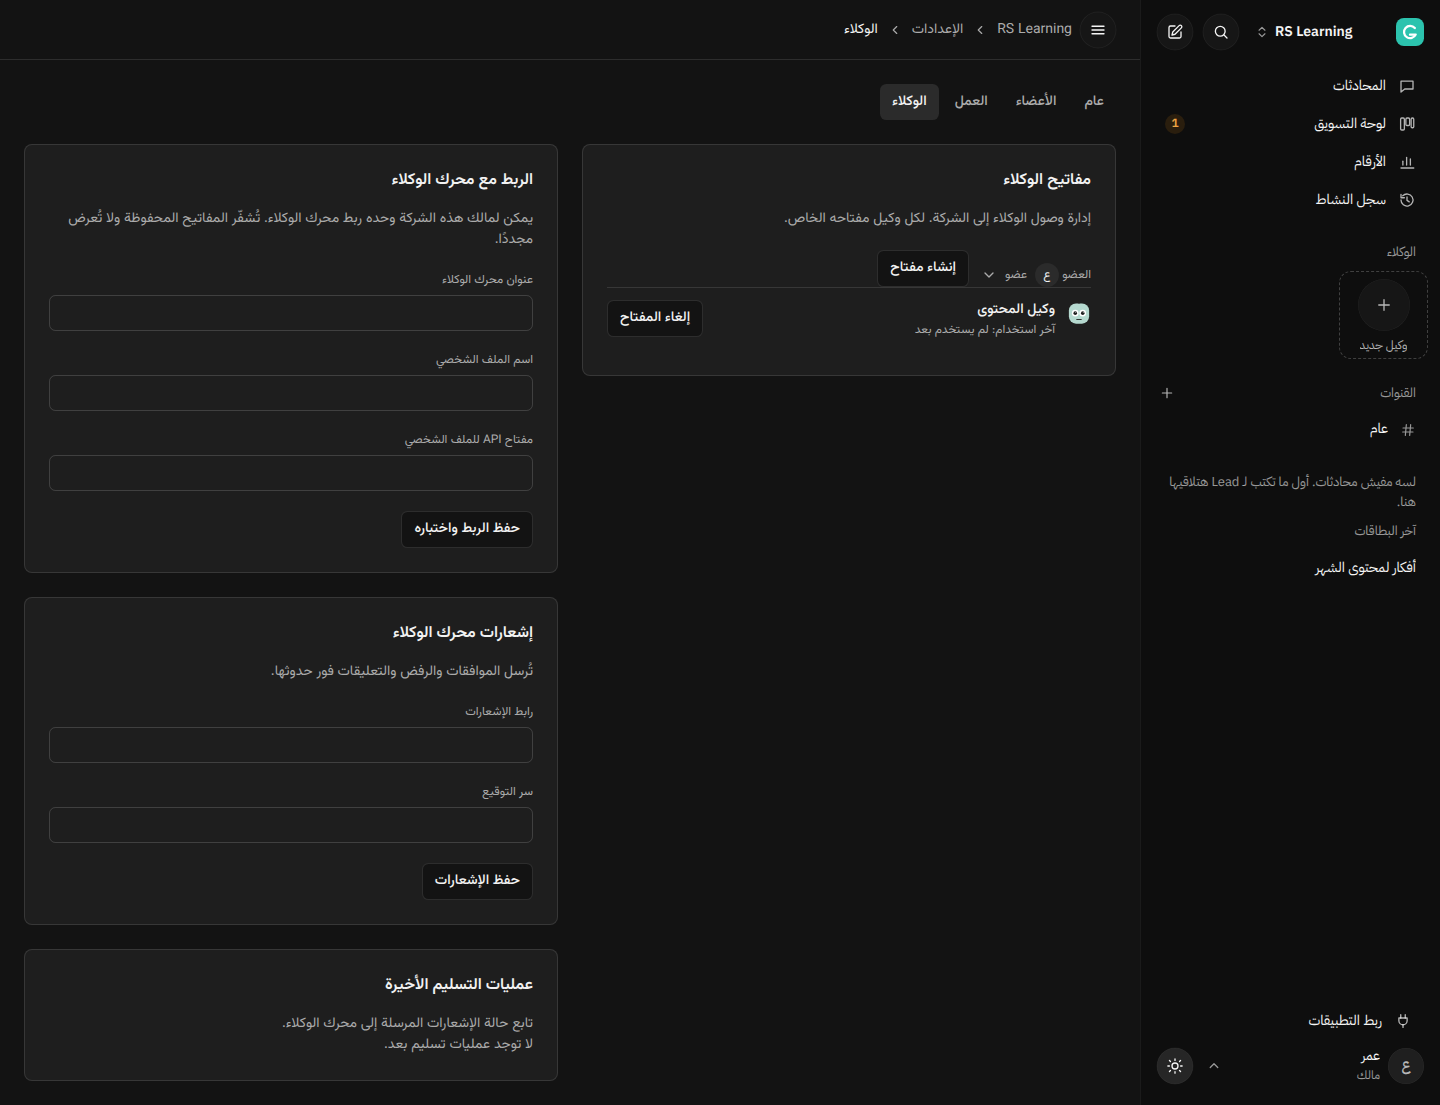 RS Learning
المحادثات
لوحة التسويق
1
الأرقام
سجل النشاط
الوكلاء
وكيل جديد
القنوات
عام
لسه مفيش محادثات. أول ما تكتب لـ Lead هتلاقيها
هنا.
آخر البطاقات
أفكار لمحتوى الشهر
ربط التطبيقات
ع
عمر
مالك
RS Learning
الإعدادات
الوكلاء
عام
الأعضاء
العمل
الوكلاء
مفاتيح الوكلاء
إدارة وصول الوكلاء إلى الشركة. لكل وكيل مفتاحه الخاص.
العضو
ع
عضو
إنشاء مفتاح
وكيل المحتوى
آخر استخدام: لم يستخدم بعد
إلغاء المفتاح
الربط مع محرك الوكلاء
يمكن لمالك هذه الشركة وحده ربط محرك الوكلاء. تُشفّر المفاتيح المحفوظة ولا تُعرض
مجددًا.
عنوان محرك الوكلاء
اسم الملف الشخصي
مفتاح API للملف الشخصي
حفظ الربط واختباره
إشعارات محرك الوكلاء
تُرسل الموافقات والرفض والتعليقات فور حدوثها.
رابط الإشعارات
سر التوقيع
حفظ الإشعارات
عمليات التسليم الأخيرة
تابع حالة الإشعارات المرسلة إلى محرك الوكلاء.
لا توجد عمليات تسليم بعد.